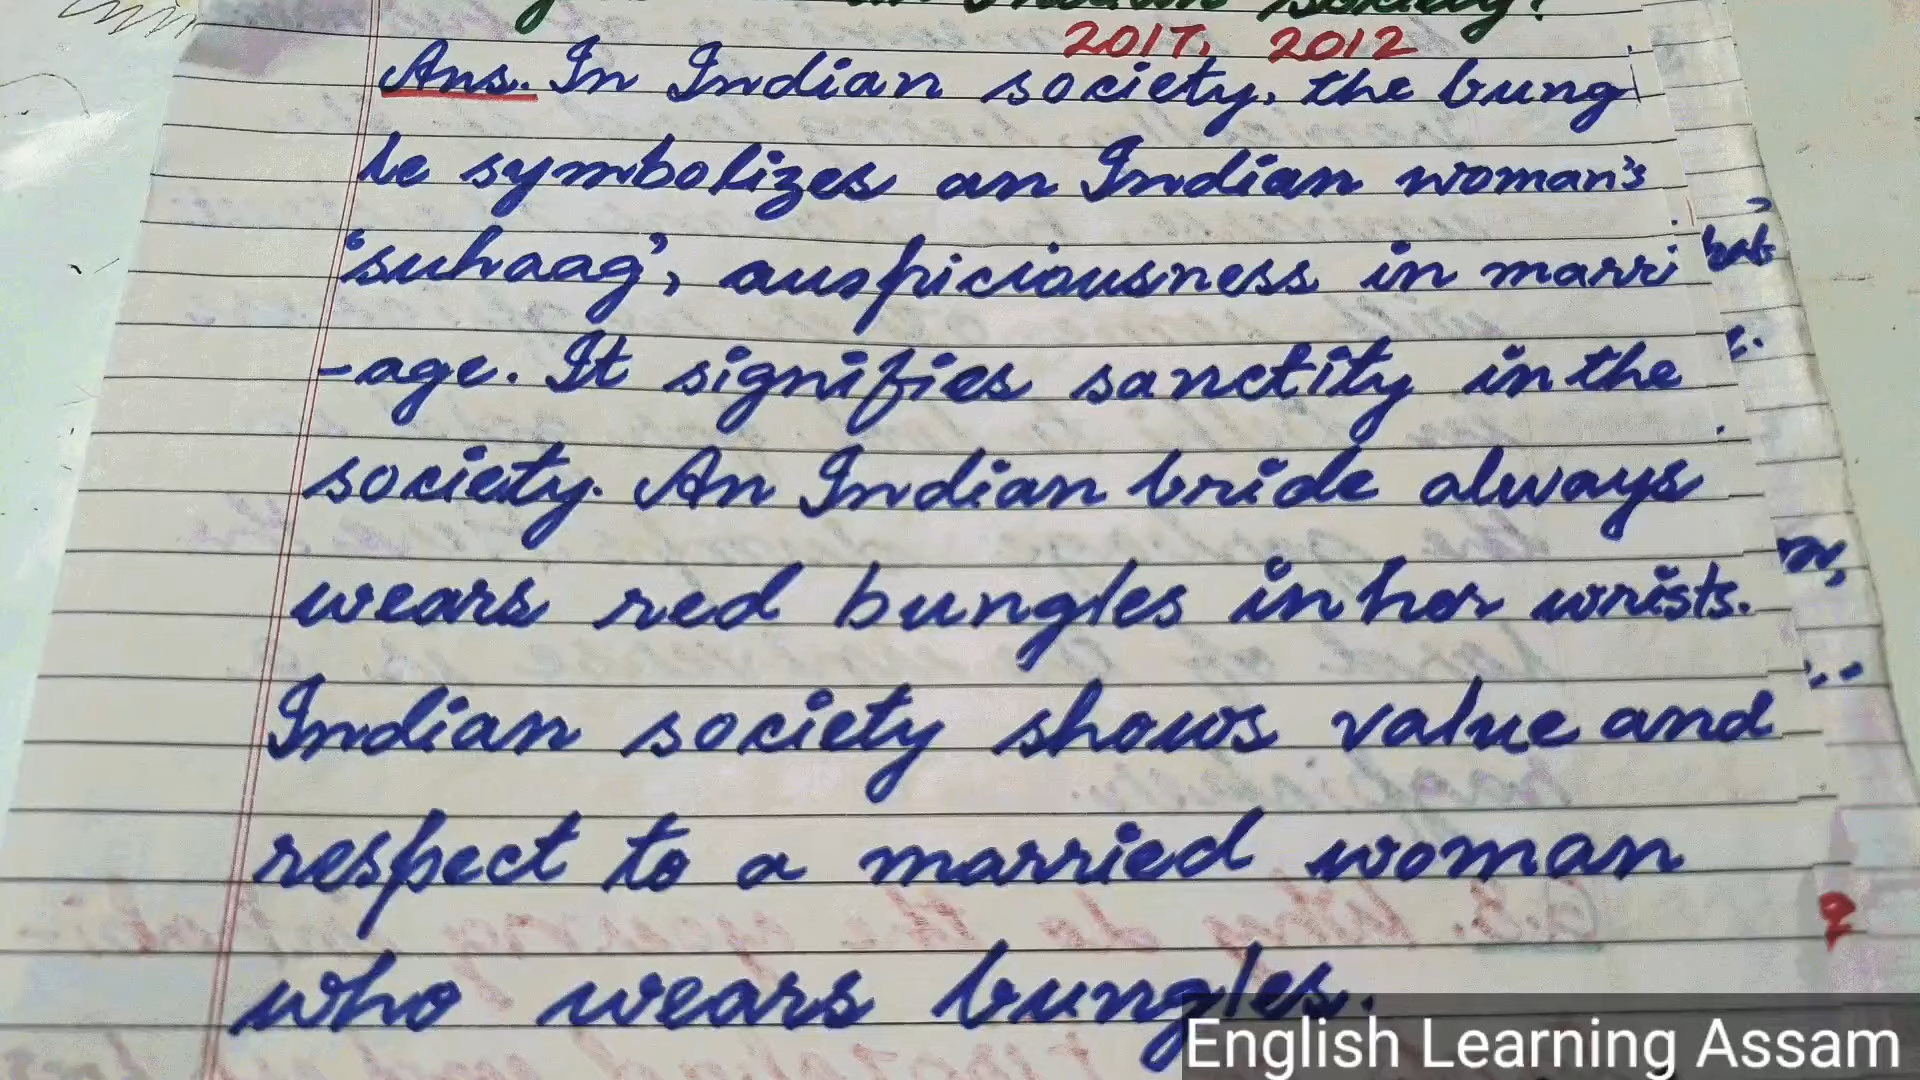 Indian society?
2017, 2012
Ans. In Indian society, the bung
le symbolizes an Indian woman's
'suhaag', auspiciousness in marri
-age. It signifies sanctity in the
society. An Indian bride always
wears red bungles in her wrists.
Indian society shows value and
respect to a married woman
who wears bungles.
English Learning Assam